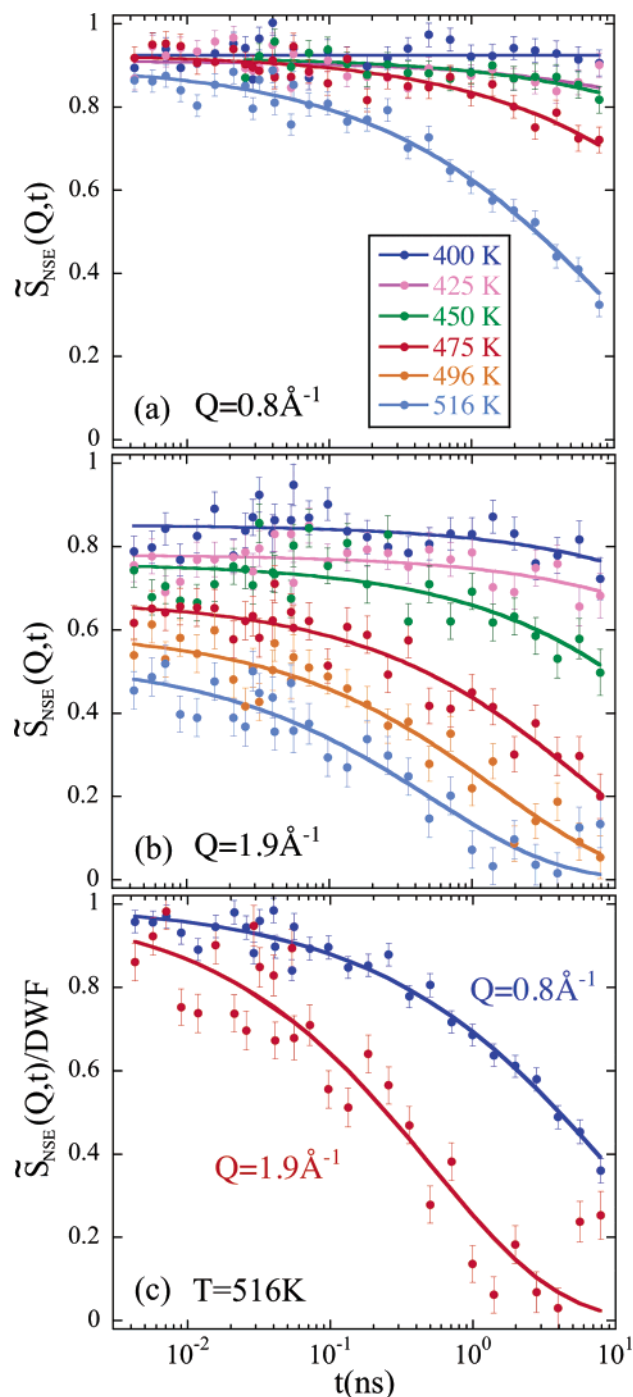 1
0.8
0.6
0.4
0.2
0
S̃NSE(Q,t)
400 K
425 K
450 K
475 K
496 K
516 K
(a) Q=0.8Å⁻¹
1
0.8
0.6
0.4
0.2
0
S̃NSE(Q,t)
(b) Q=1.9Å⁻¹
1
0.8
0.6
0.4
0.2
0
S̃NSE(Q,t)/DWF
Q=0.8Å⁻¹
Q=1.9Å⁻¹
(c) T=516K
10⁻² 10⁻¹ 10⁰ 10¹
t(ns)